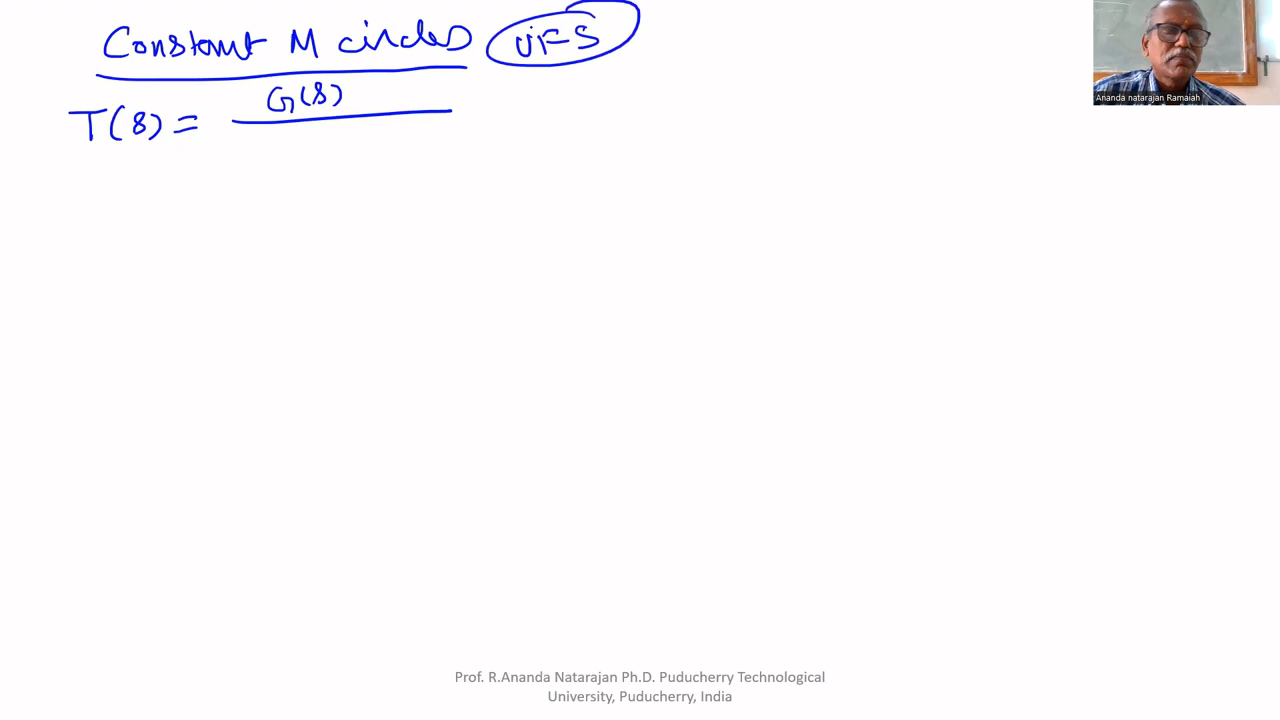 Constant M circles UFS
G(s)
T(s) =
Ananda natarajan Ramaiah
Prof. R.Ananda Natarajan Ph.D. Puducherry Technological
University, Puducherry, India